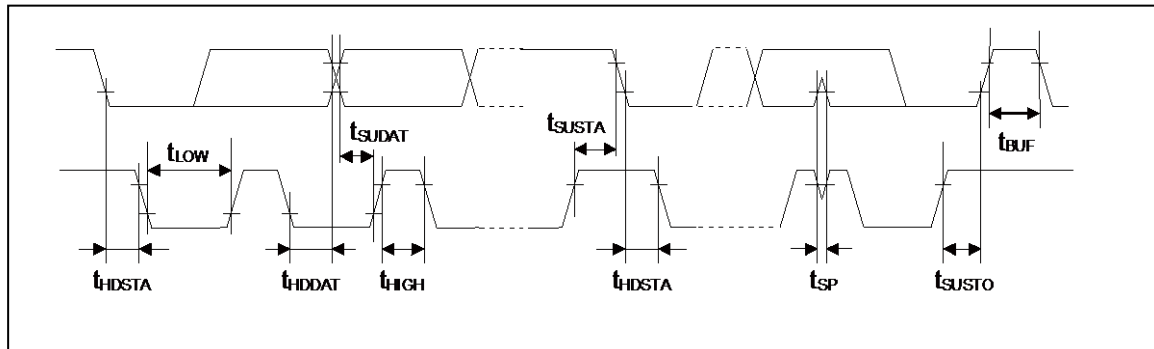 tSUDAT
tSUSTA
tBUF
tLOW
tHDSTA
tHDDAT
tHIGH
tHDSTA
tSP
tSUSTO